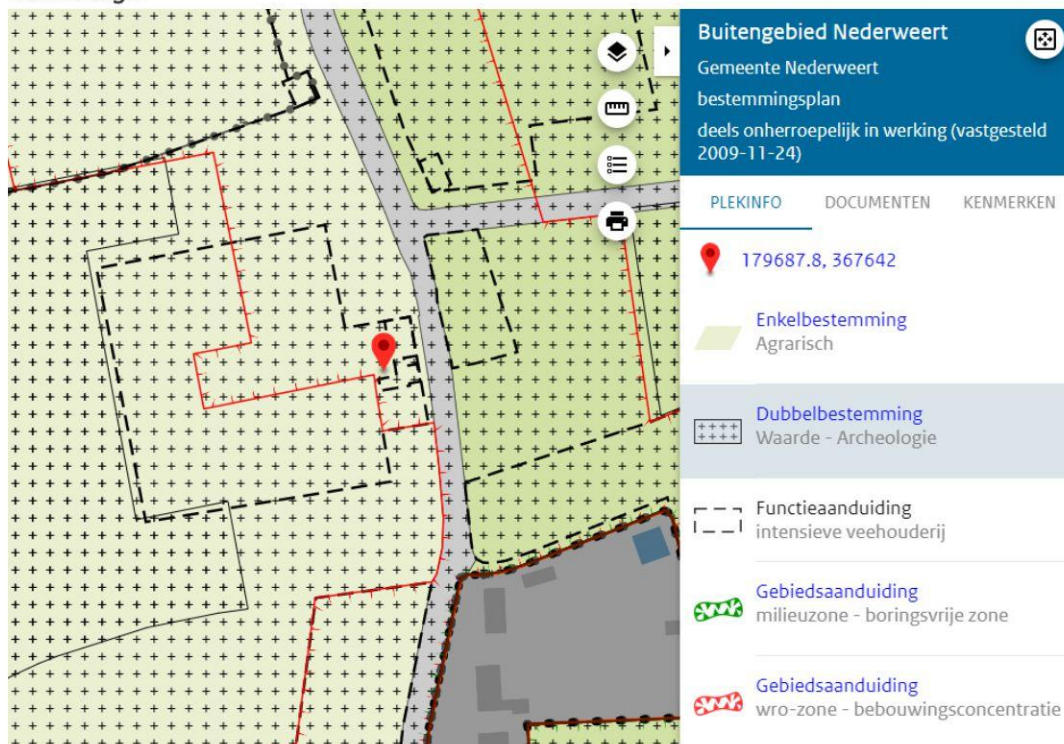 Buitengebied Nederweert
Gemeente Nederweert
bestemmingsplan
deels onherroepelijk in werking (vastgesteld
2009-11-24)
PLEKINFO DOCUMENTEN KENMERKEN
179687.8, 367642
Enkelbestemming
Agrarisch
Dubbelbestemming
Waarde - Archeologie
Functieaanduiding
intensieve veehouderij
Gebiedsaanduiding
milieuzone - boringsvrije zone
Gebiedsaanduiding
wro-zone - bebouwingsconcentratie